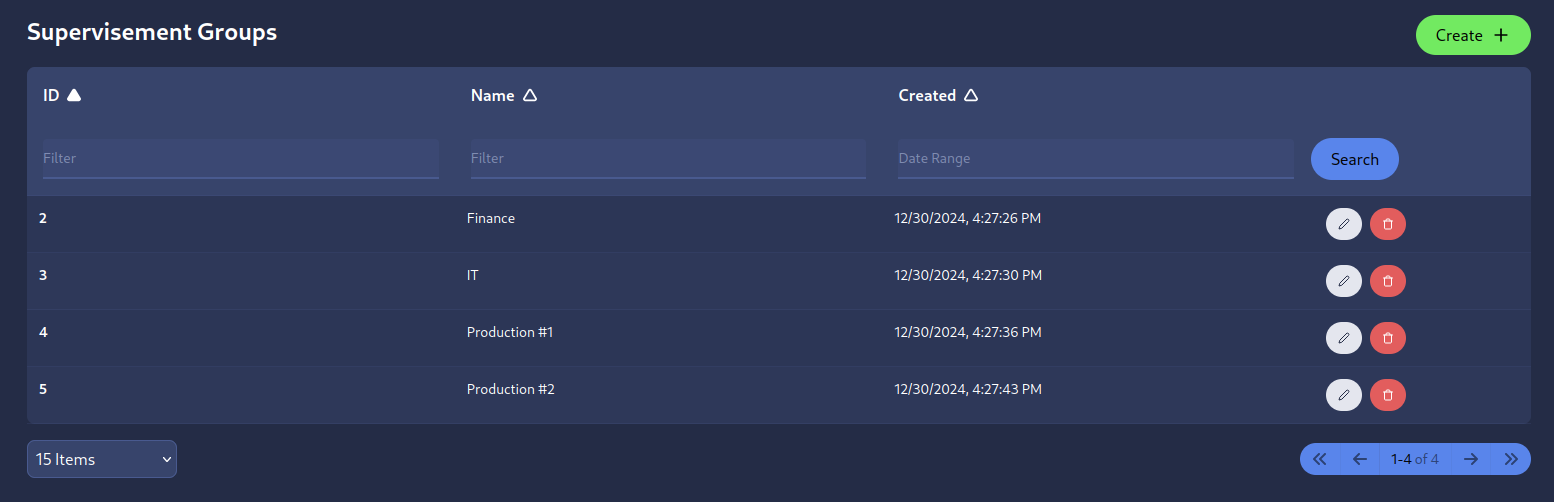 Supervisement Groups
Create
ID Name Created
Filter Filter Date Range Search
2 Finance 12/30/2024, 4:27:26 PM
3 IT 12/30/2024, 4:27:30 PM
4 Production #1 12/30/2024, 4:27:36 PM
5 Production #2 12/30/2024, 4:27:43 PM
15 Items 1-4 of 4